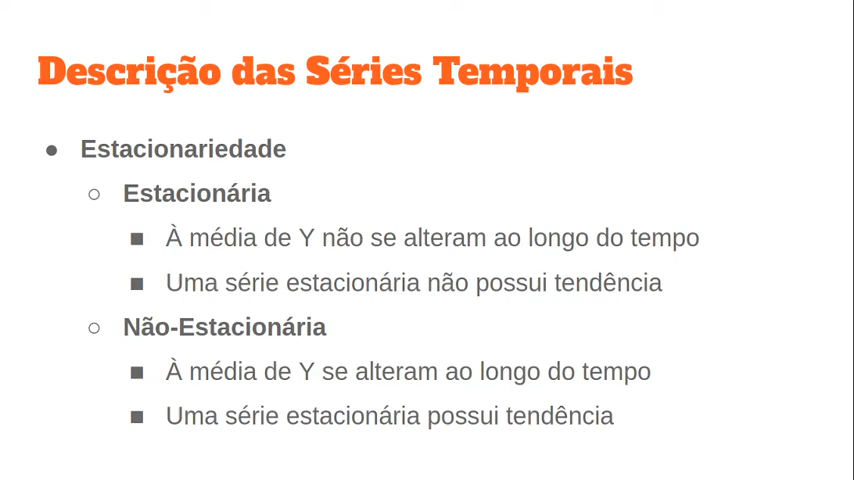 Descrição das Séries Temporais
● Estacionariedade
○ Estacionária
■ À média de Y não se alteram ao longo do tempo
■ Uma série estacionária não possui tendência
○ Não-Estacionária
■ À média de Y se alteram ao longo do tempo
■ Uma série estacionária possui tendência